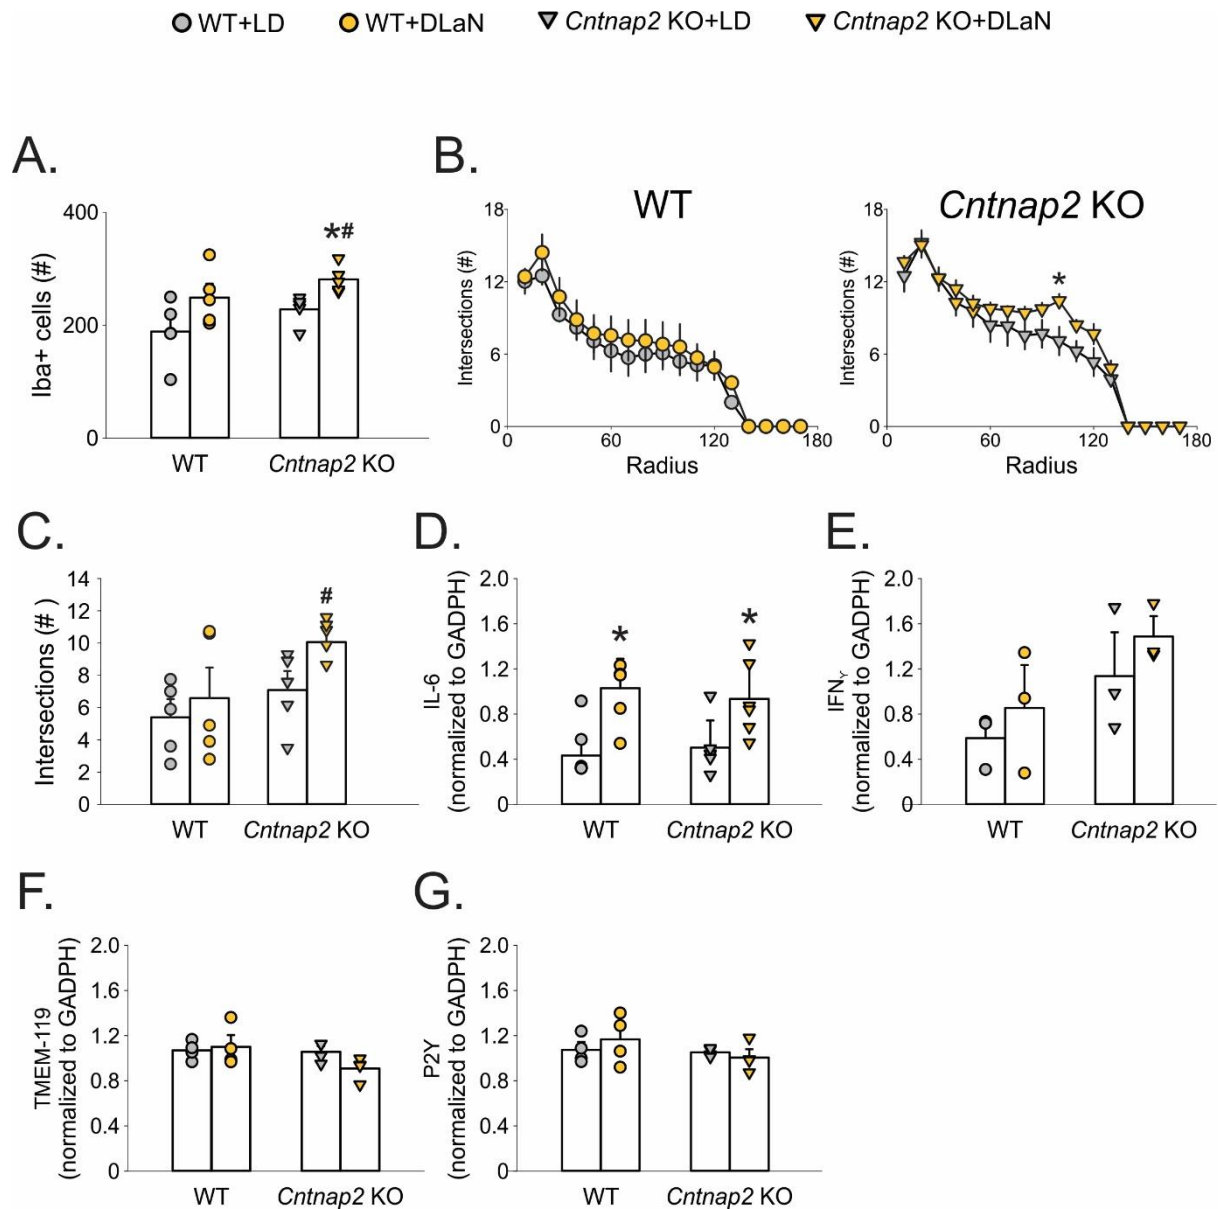 WT+LD WT+DLaN Cntnap2 KO+LD Cntnap2 KO+DLaN
A.
Iba+ cells (#)
400
200
0
*#
WT Cntnap2 KO
B.
WT
Intersections (#)
18
12
6
0
0 60 120 180
Radius
Cntnap2 KO
Intersections (#)
18
12
6
0
*
60 120 180
Radius
C.
Intersections (# )
14
12
10
8
6
4
2
0
#
WT Cntnap2 KO
D.
IL-6
(normalized to GADPH)
2.0
1.6
1.2
0.8
0.4
0
* *
WT Cntnap2 KO
E.
IFNγ
(normalized to GADPH)
2.0
1.6
1.2
0.8
0.4
0
WT Cntnap2 KO
F.
TMEM-119
(normalized to GADPH)
2.0
1.6
1.2
0.8
0.4
0
WT Cntnap2 KO
G.
P2Y
(normalized to GADPH)
2.0
1.6
1.2
0.8
0.4
0
WT Cntnap2 KO